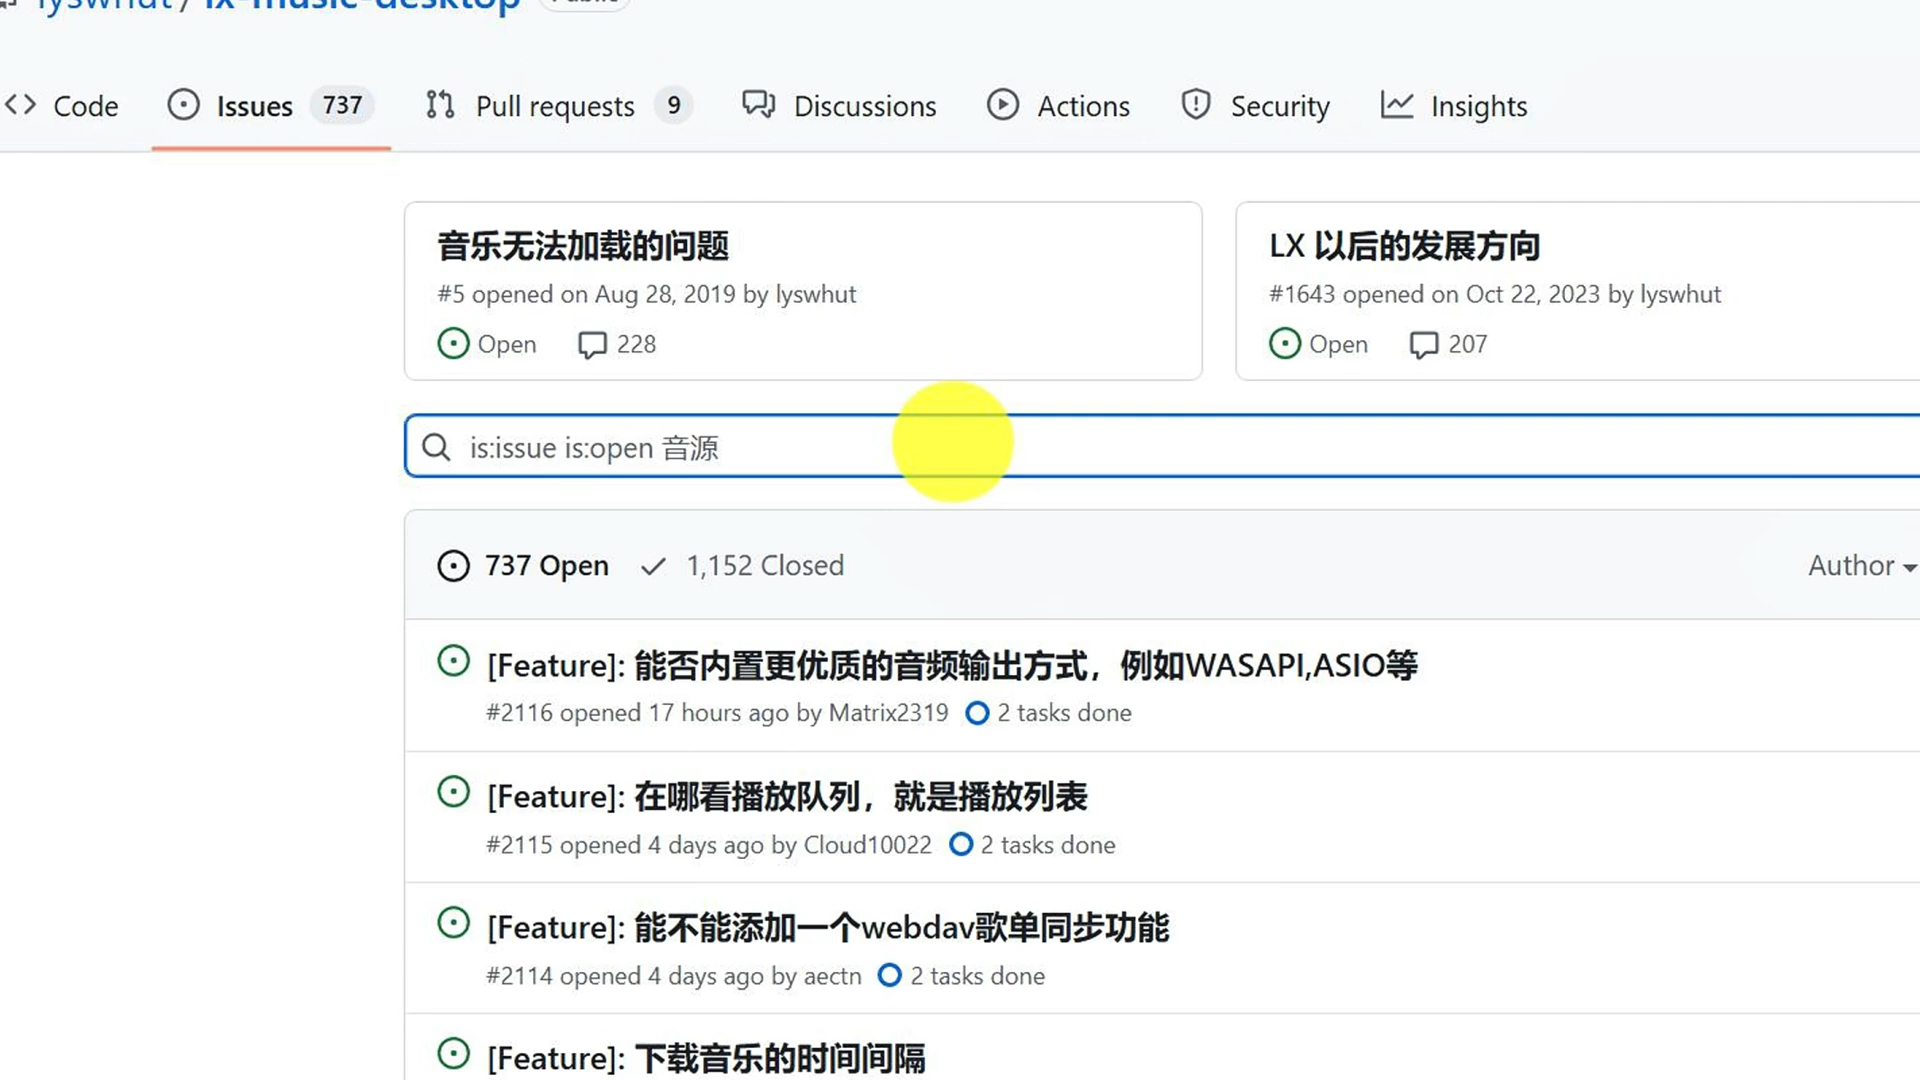 lyswhut / lx-music-desktop Public
Code Issues 737 Pull requests 9 Discussions Actions Security Insights
音乐无法加载的问题
#5 opened on Aug 28, 2019 by lyswhut
Open 228
LX 以后的发展方向
#1643 opened on Oct 22, 2023 by lyswhut
Open 207
is:issue is:open 音源
737 Open 1,152 Closed Author
[Feature]: 能否内置更优质的音频输出方式，例如WASAPI,ASIO等
#2116 opened 17 hours ago by Matrix2319 2 tasks done
[Feature]: 在哪看播放队列，就是播放列表
#2115 opened 4 days ago by Cloud10022 2 tasks done
[Feature]: 能不能添加一个webdav歌单同步功能
#2114 opened 4 days ago by aectn 2 tasks done
[Feature]: 下载音乐的时间间隔